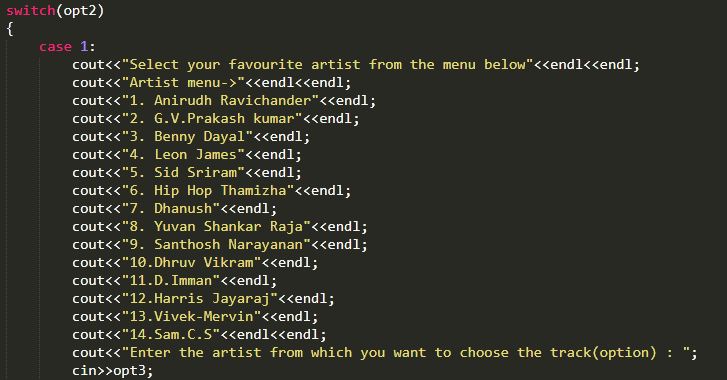 switch(opt2)
{
case 1:
cout<<"Select your favourite artist from the menu below"<<endl<<endl;
cout<<"Artist menu->"<<endl<<endl;
cout<<"1. Anirudh Ravichander"<<endl;
cout<<"2. G.V.Prakash kumar"<<endl;
cout<<"3. Benny Dayal"<<endl;
cout<<"4. Leon James"<<endl;
cout<<"5. Sid Sriram"<<endl;
cout<<"6. Hip Hop Thamizha"<<endl;
cout<<"7. Dhanush"<<endl;
cout<<"8. Yuvan Shankar Raja"<<endl;
cout<<"9. Santhosh Narayanan"<<endl;
cout<<"10.Dhruv Vikram"<<endl;
cout<<"11.D.Imman"<<endl;
cout<<"12.Harris Jayaraj"<<endl;
cout<<"13.Vivek-Mervin"<<endl;
cout<<"14.Sam.C.S"<<endl<<endl;
cout<<"Enter the artist from which you want to choose the track(option) : ";
cin>>opt3;